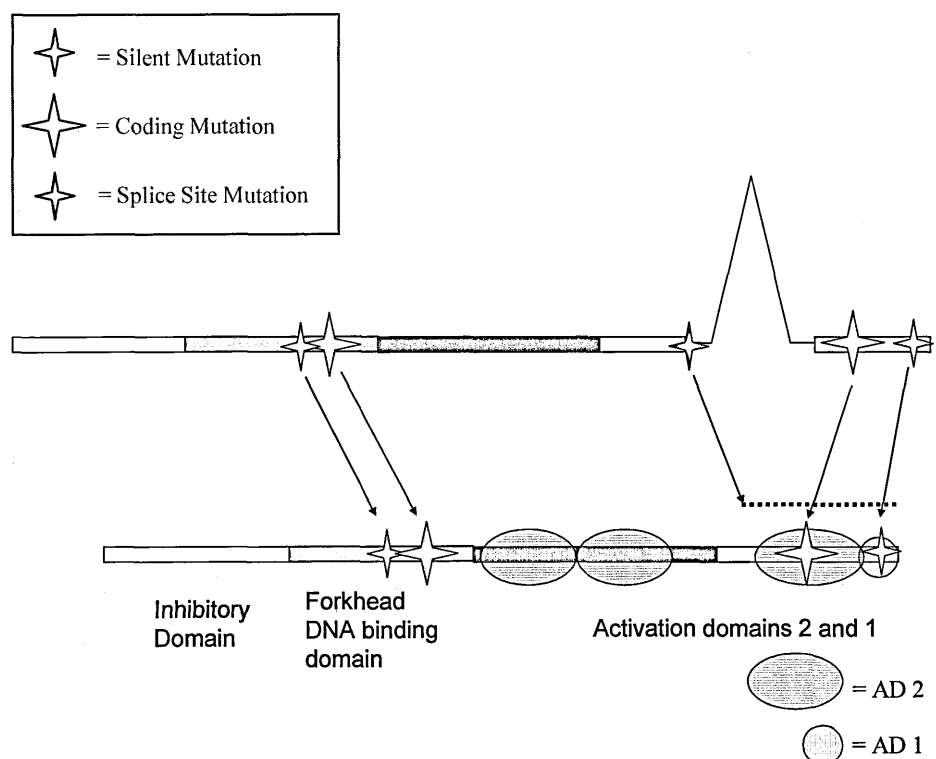 = Silent Mutation
= Coding Mutation
= Splice Site Mutation
Inhibitory
Domain
Forkhead
DNA binding
domain
Activation domains 2 and 1
= AD 2
= AD 1